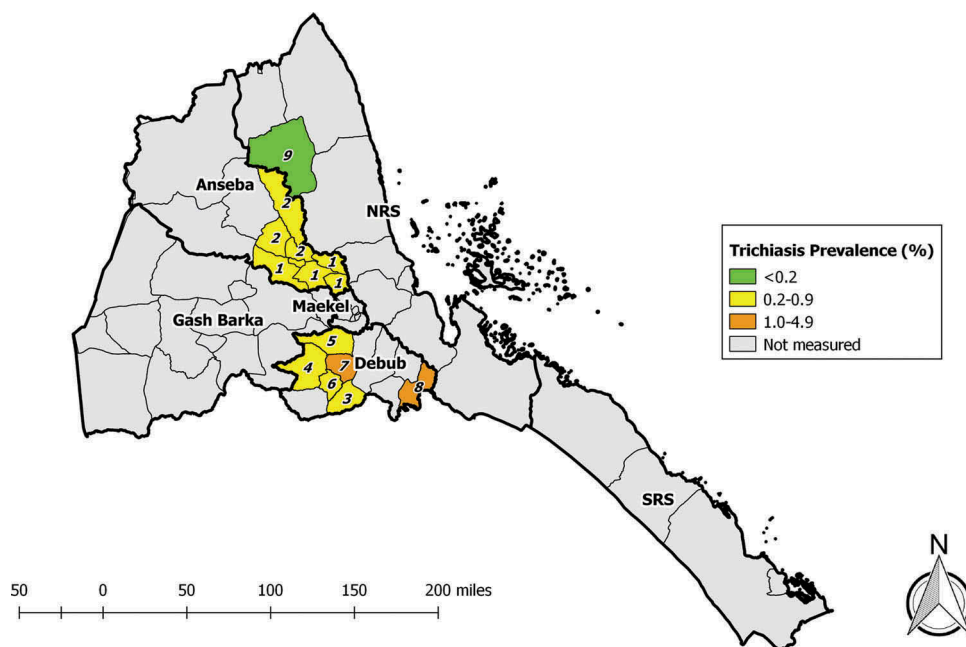 9
Anseba
2
NRS
2
2
1
1
1
1
Maekel
Gash Barka
5
4
7
Debub
6
8
3
SRS
Trichiasis Prevalence (%)
<0.2
0.2-0.9
1.0-4.9
Not measured
50 0 50 100 150 200 miles
N